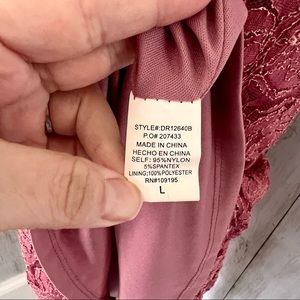 STYLE#:DR12640B
P.O# 207433
MADE IN CHINA
HECHO EN CHINA
SELF: 95%NYLON
5%SPANTEX
LINING:100%POLYESTER
RN#109195
L